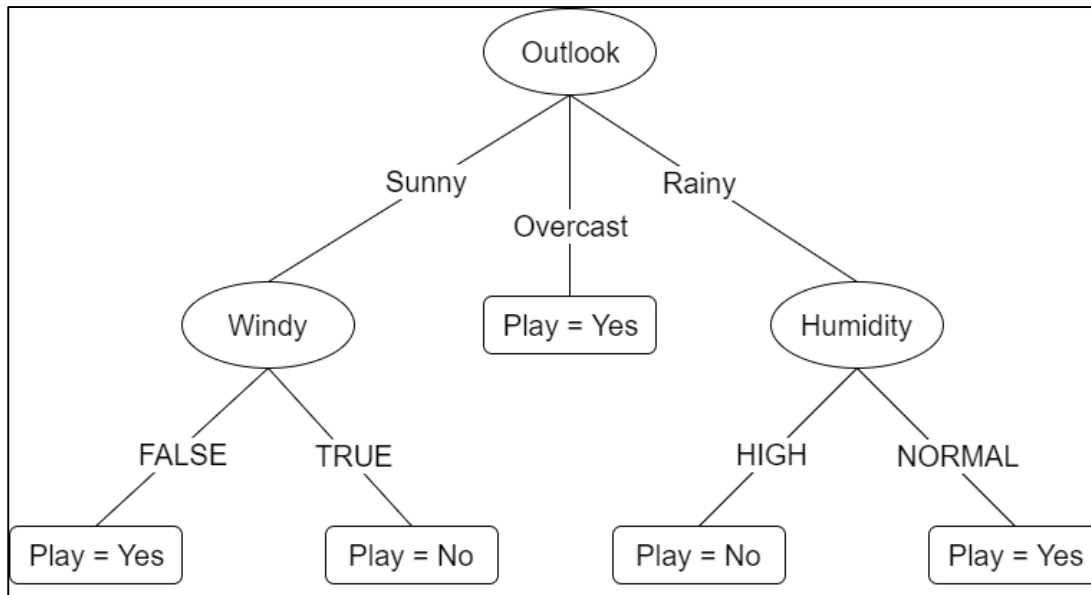 Outlook
Sunny
Rainy
Overcast
Windy
Play = Yes
Humidity
FALSE
TRUE
HIGH
NORMAL
Play = Yes
Play = No
Play = No
Play = Yes